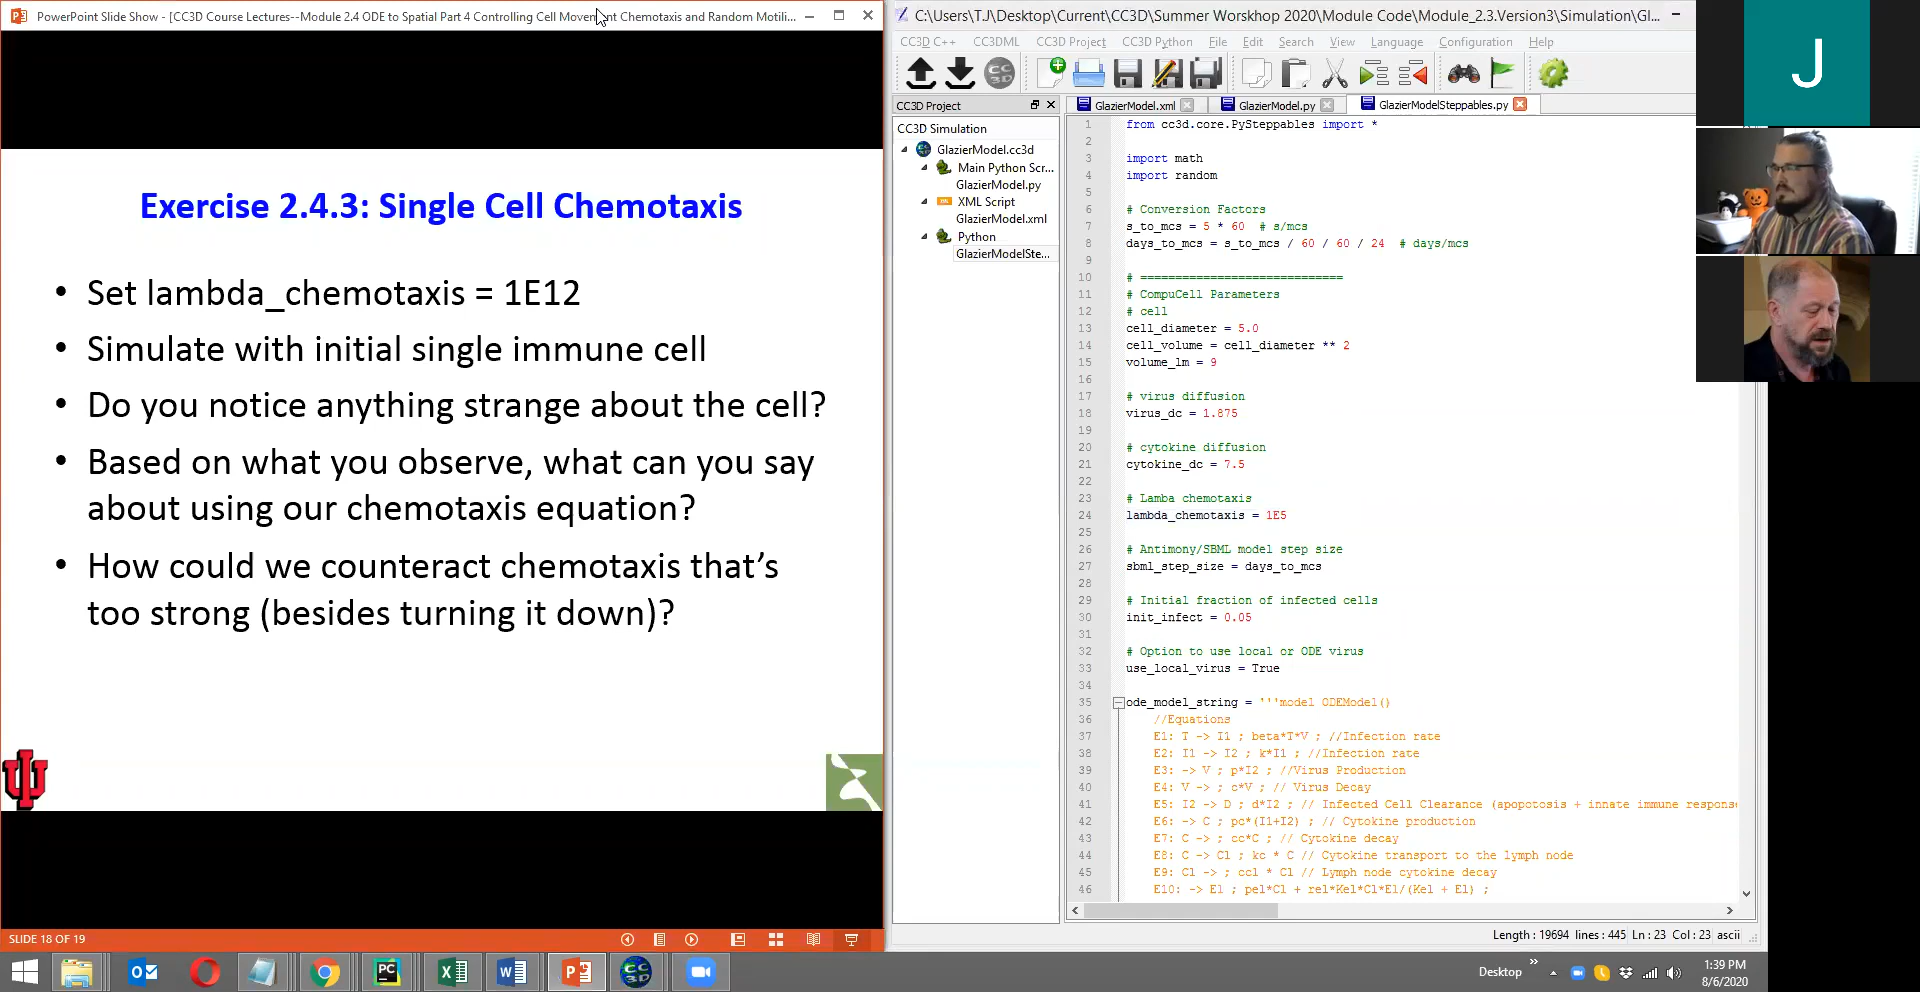 PowerPoint Slide Show - [CC3D Course Lectures--Module 2.4 ODE to Spatial Part 4 Controlling Cell Movement Chemotaxis and Random Motili...
Exercise 2.4.3: Single Cell Chemotaxis
• Set lambda_chemotaxis = 1E12
• Simulate with initial single immune cell
• Do you notice anything strange about the cell?
• Based on what you observe, what can you say
about using our chemotaxis equation?
• How could we counteract chemotaxis that's
too strong (besides turning it down)?
SLIDE 18 OF 19
C:\Users\TJ\Desktop\Current\CC3D\Summer Worskhop 2020\Module Code\Module_2.3.Version3\Simulation\Gl...
CC3D C++ CC3DML CC3D Project CC3D Python File Edit Search View Language Configuration Help
CC3D Project
CC3D Simulation
GlazierModel.cc3d
Main Python Scr...
GlazierModel.py
XML Script
GlazierModel.xml
Python
GlazierModelSte...
GlazierModel.xml GlazierModel.py GlazierModelSteppables.py
1 from cc3d.core.PySteppables import *
2
3 import math
4 import random
5
6 # Conversion Factors
7 s_to_mcs = 5 * 60 # s/mcs
8 days_to_mcs = s_to_mcs / 60 / 60 / 24 # days/mcs
9
10 # =============================
11 # CompuCell Parameters
12 # cell
13 cell_diameter = 5.0
14 cell_volume = cell_diameter ** 2
15 volume_lm = 9
16
17 # virus diffusion
18 virus_dc = 1.875
19
20 # cytokine diffusion
21 cytokine_dc = 7.5
22
23 # Lamba chemotaxis
24 lambda_chemotaxis = 1E5
25
26 # Antimony/SBML model step size
27 sbml_step_size = days_to_mcs
28
29 # Initial fraction of infected cells
30 init_infect = 0.05
31
32 # Option to use local or ODE virus
33 use_local_virus = True
34
35 ode_model_string = '''model ODEModel()
36 //Equations
37 E1: T -> I1 ; beta*T*V ; //Infection rate
38 E2: I1 -> I2 ; k*I1 ; //Infection rate
39 E3: -> V ; p*I2 ; //Virus Production
40 E4: V -> ; c*V ; // Virus Decay
41 E5: I2 -> D ; d*I2 ; // Infected Cell Clearance (apopotosis + innate immune response
42 E6: -> C ; pc*(I1+I2) ; // Cytokine production
43 E7: C -> ; cc*C ; // Cytokine decay
44 E8: C -> Cl ; kc * C // Cytokine transport to the lymph node
45 E9: Cl -> ; ccl * Cl // Lymph node cytokine decay
46 E10: -> El ; pel*Cl + rel*Kel*Cl*El/(Kel + El) ;
Length : 19694 lines : 445 Ln : 23 Col : 23 ascii
J
Desktop
1:39 PM
8/6/2020